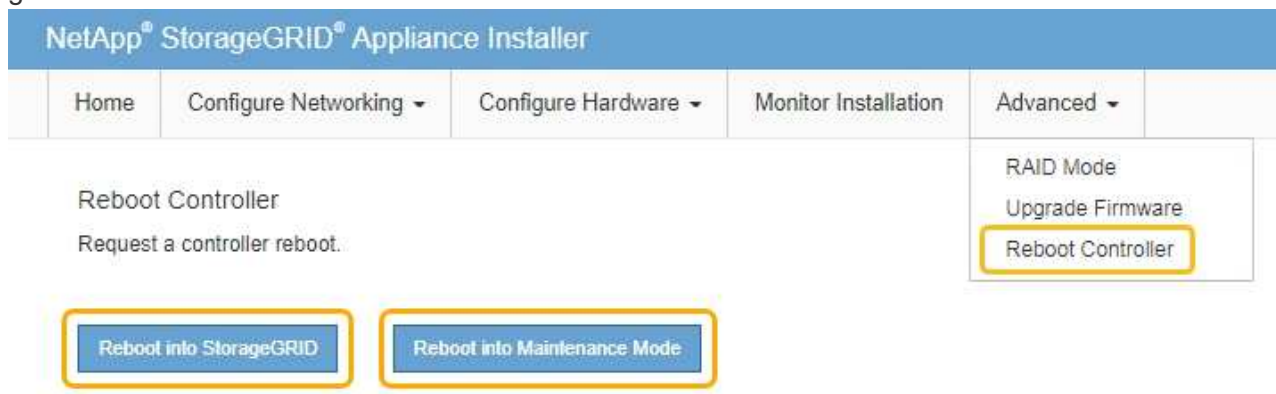 NetApp® StorageGRID® Appliance Installer
Home Configure Networking Configure Hardware Monitor Installation Advanced
RAID Mode
Upgrade Firmware
Reboot Controller
Reboot Controller
Request a controller reboot.
Reboot into StorageGRID Reboot into Maintenance Mode